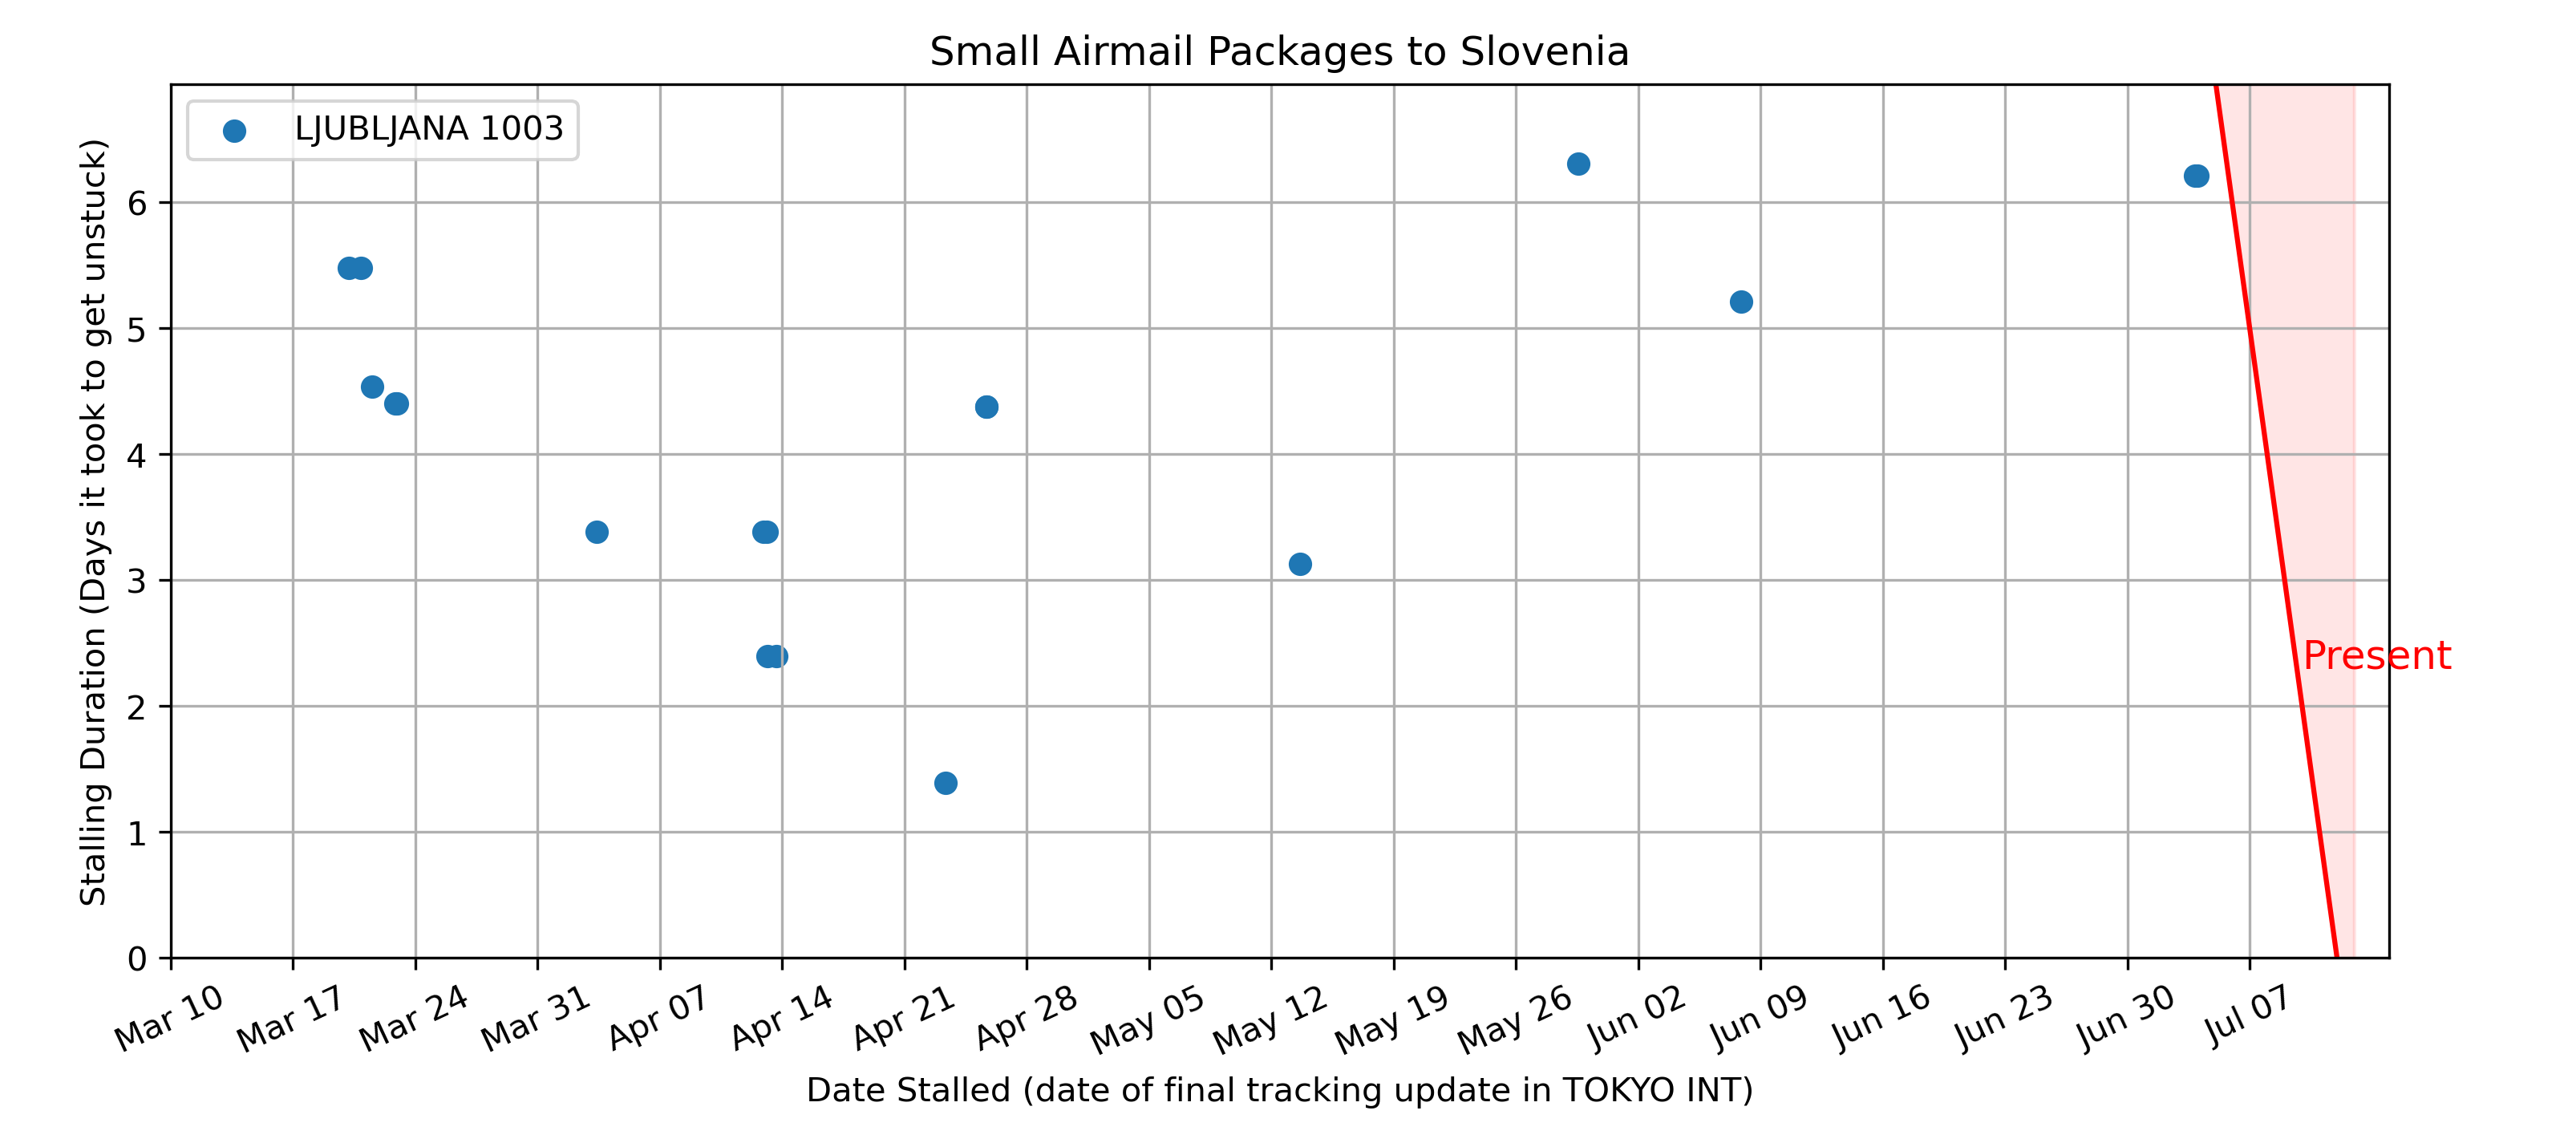 Small Airmail Packages to Slovenia
LJUBLJANA 1003
Stalling Duration (Days it took to get unstuck)
6
5
4
3
2
1
0
Present
Mar 10
Mar 17
Mar 24
Mar 31
Apr 07
Apr 14
Apr 21
Apr 28
May 05
May 12
May 19
May 26
Jun 02
Jun 09
Jun 16
Jun 23
Jun 30
Jul 07
Date Stalled (date of final tracking update in TOKYO INT)